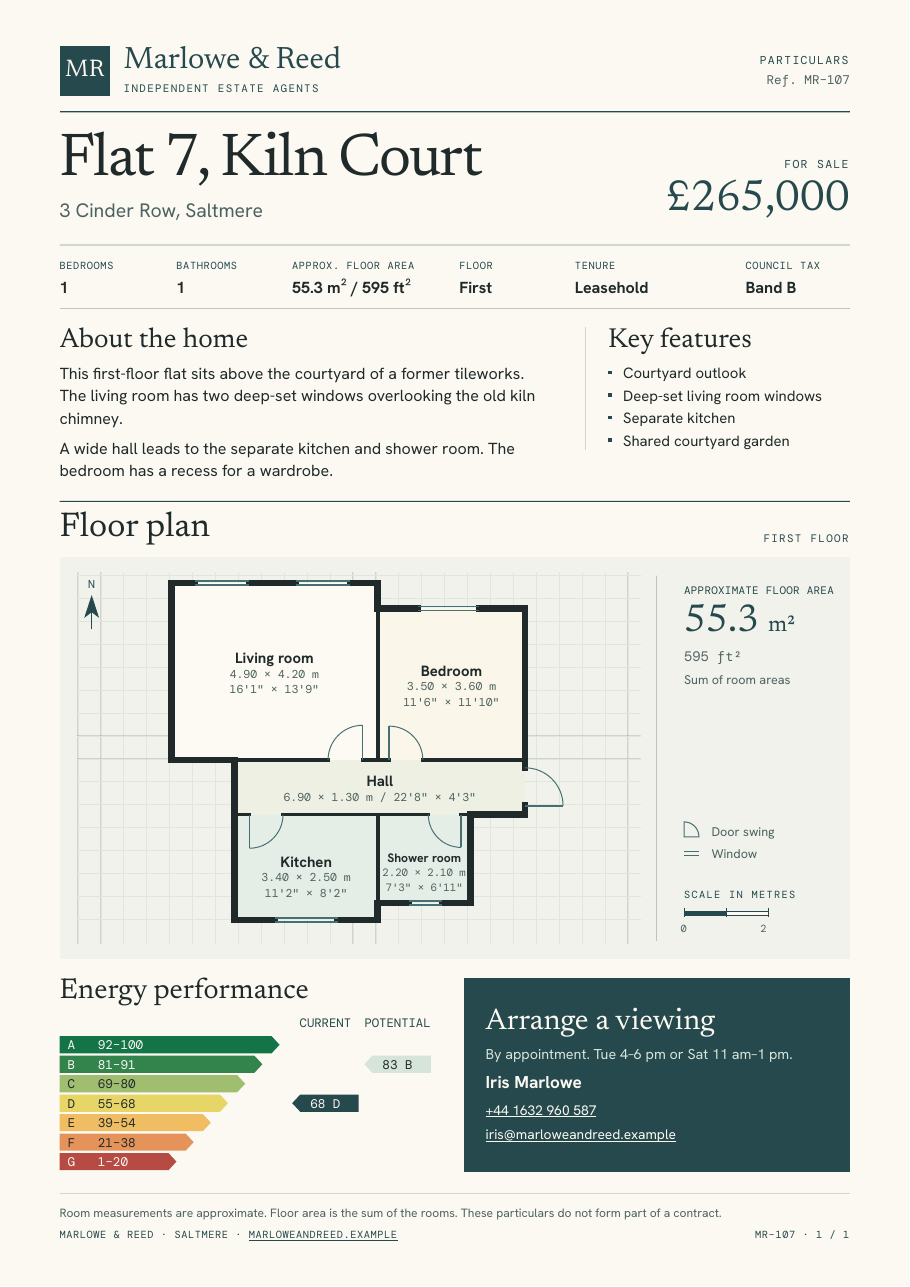 MR
Marlowe & Reed
INDEPENDENT ESTATE AGENTS
PARTICULARS
Ref. MR-107
Flat 7, Kiln Court
3 Cinder Row, Saltmere
FOR SALE
£265,000
BEDROOMS
1
BATHROOMS
1
APPROX. FLOOR AREA
55.3 m² / 595 ft²
FLOOR
First
TENURE
Leasehold
COUNCIL TAX
Band B
About the home
This first-floor flat sits above the courtyard of a former tileworks.
The living room has two deep-set windows overlooking the old kiln
chimney.
A wide hall leads to the separate kitchen and shower room. The
bedroom has a recess for a wardrobe.
Key features
Courtyard outlook
Deep-set living room windows
Separate kitchen
Shared courtyard garden
Floor plan
FIRST FLOOR
N
Living room
4.90 × 4.20 m
16'1" × 13'9"
Bedroom
3.50 × 3.60 m
11'6" × 11'10"
Hall
6.90 × 1.30 m / 22'8" × 4'3"
Kitchen
3.40 × 2.50 m
11'2" × 8'2"
Shower room
2.20 × 2.10 m
7'3" × 6'11"
APPROXIMATE FLOOR AREA
55.3 m²
595 ft²
Sum of room areas
Door swing
Window
SCALE IN METRES
0 2
Energy performance
CURRENT POTENTIAL
A 92–100
B 81–91
83 B
C 69–80
D 55–68
68 D
E 39–54
F 21–38
G 1–20
Arrange a viewing
By appointment. Tue 4–6 pm or Sat 11 am–1 pm.
Iris Marlowe
+44 1632 960 587
iris@marloweandreed.example
Room measurements are approximate. Floor area is the sum of the rooms. These particulars do not form part of a contract.
MARLOWE & REED · SALTMERE · MARLOWEANDREED.EXAMPLE
MR-107 · 1 / 1